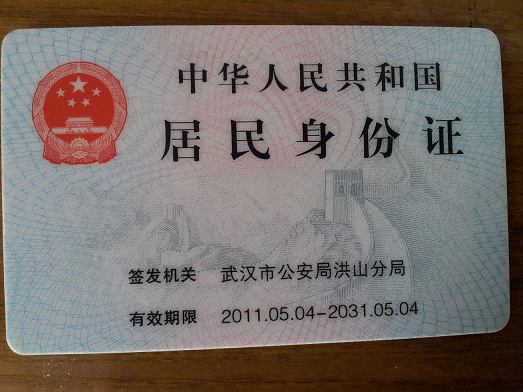 中华人民共和国
居民身份证
签发机关 武汉市公安局洪山分局
有效期限 2011.05.04-2031.05.04